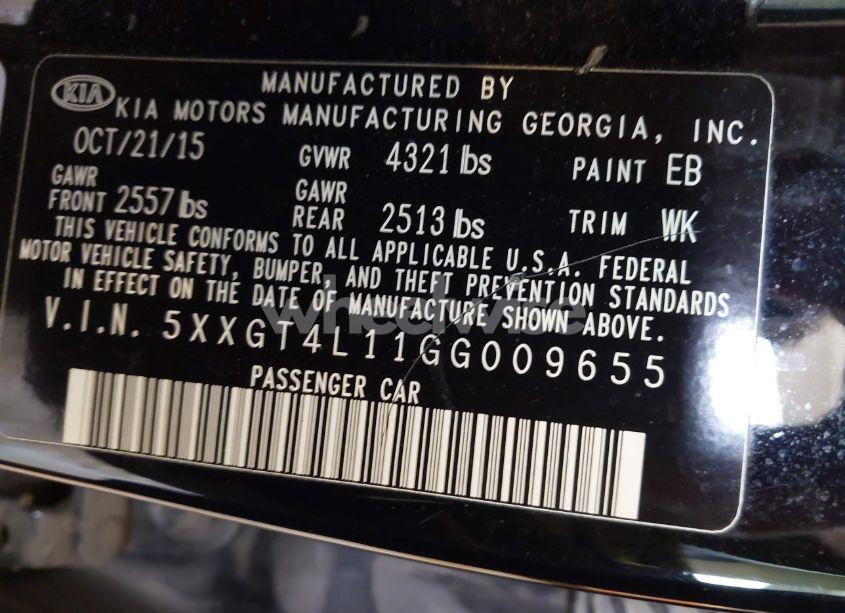 KIA
MANUFACTURED BY
KIA MOTORS MANUFACTURING GEORGIA, INC.
OCT/21/15 GVWR 4321 lbs PAINT EB
GAWR FRONT 2557 lbs GAWR REAR 2513 lbs TRIM WK
THIS VEHICLE CONFORMS TO ALL APPLICABLE U.S.A. FEDERAL
MOTOR VEHICLE SAFETY, BUMPER, AND THEFT PREVENTION STANDARDS
IN EFFECT ON THE DATE OF MANUFACTURE SHOWN ABOVE.
V.I.N. 5XXGT4L11GG009655
PASSENGER CAR